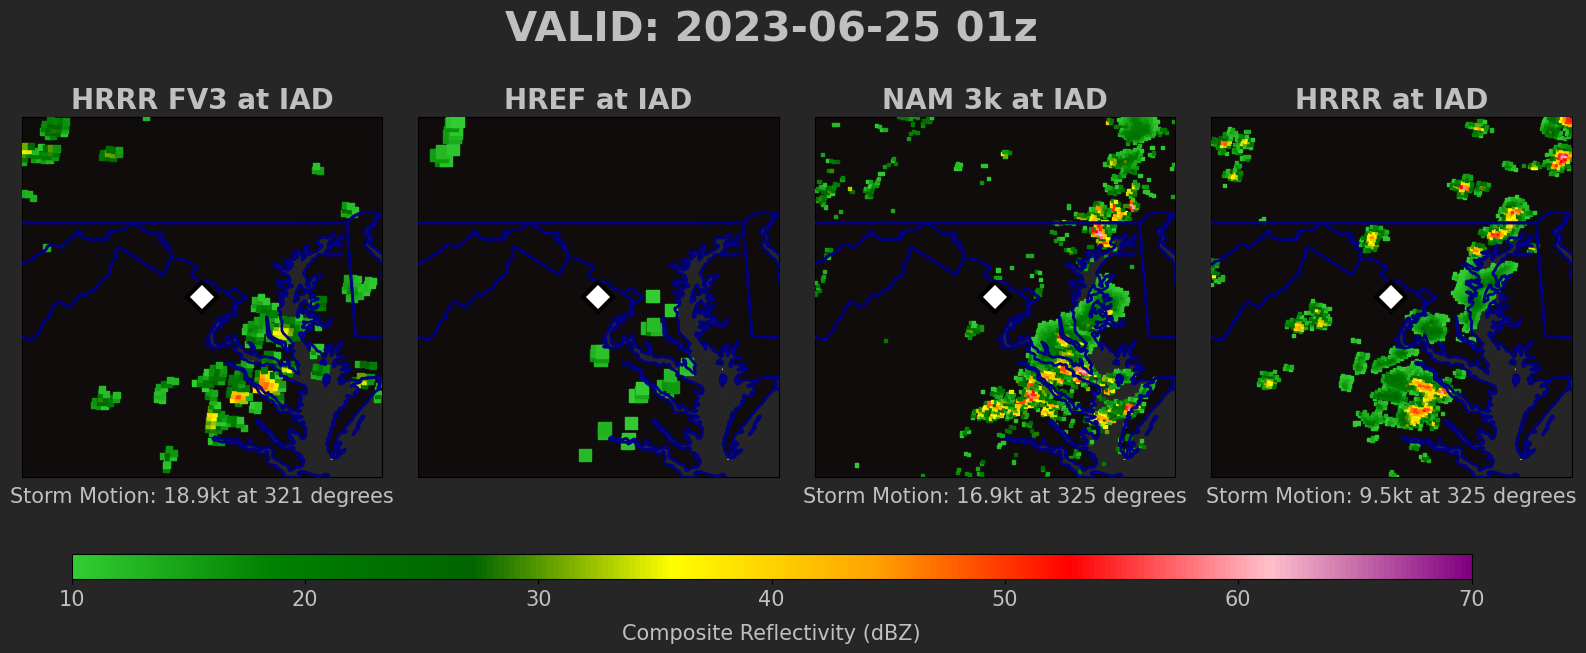 VALID: 2023-06-25 01z
HRRR FV3 at IAD
HREF at IAD
NAM 3k at IAD
HRRR at IAD
Storm Motion: 18.9kt at 321 degrees
Storm Motion: 16.9kt at 325 degrees
Storm Motion: 9.5kt at 325 degrees
10 20 30 40 50 60 70
Composite Reflectivity (dBZ)